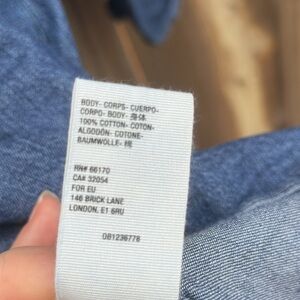 BODY- CORPS- CUERPO-
CORPO- BODY- 身体
100% COTTON- COTON-
ALGODÓN- COTONE-
BAUMWOLLE- 棉
RN# 66170
CA# 32054
FOR EU
146 BRICK LANE
LONDON, E1 6RU
DB1236778